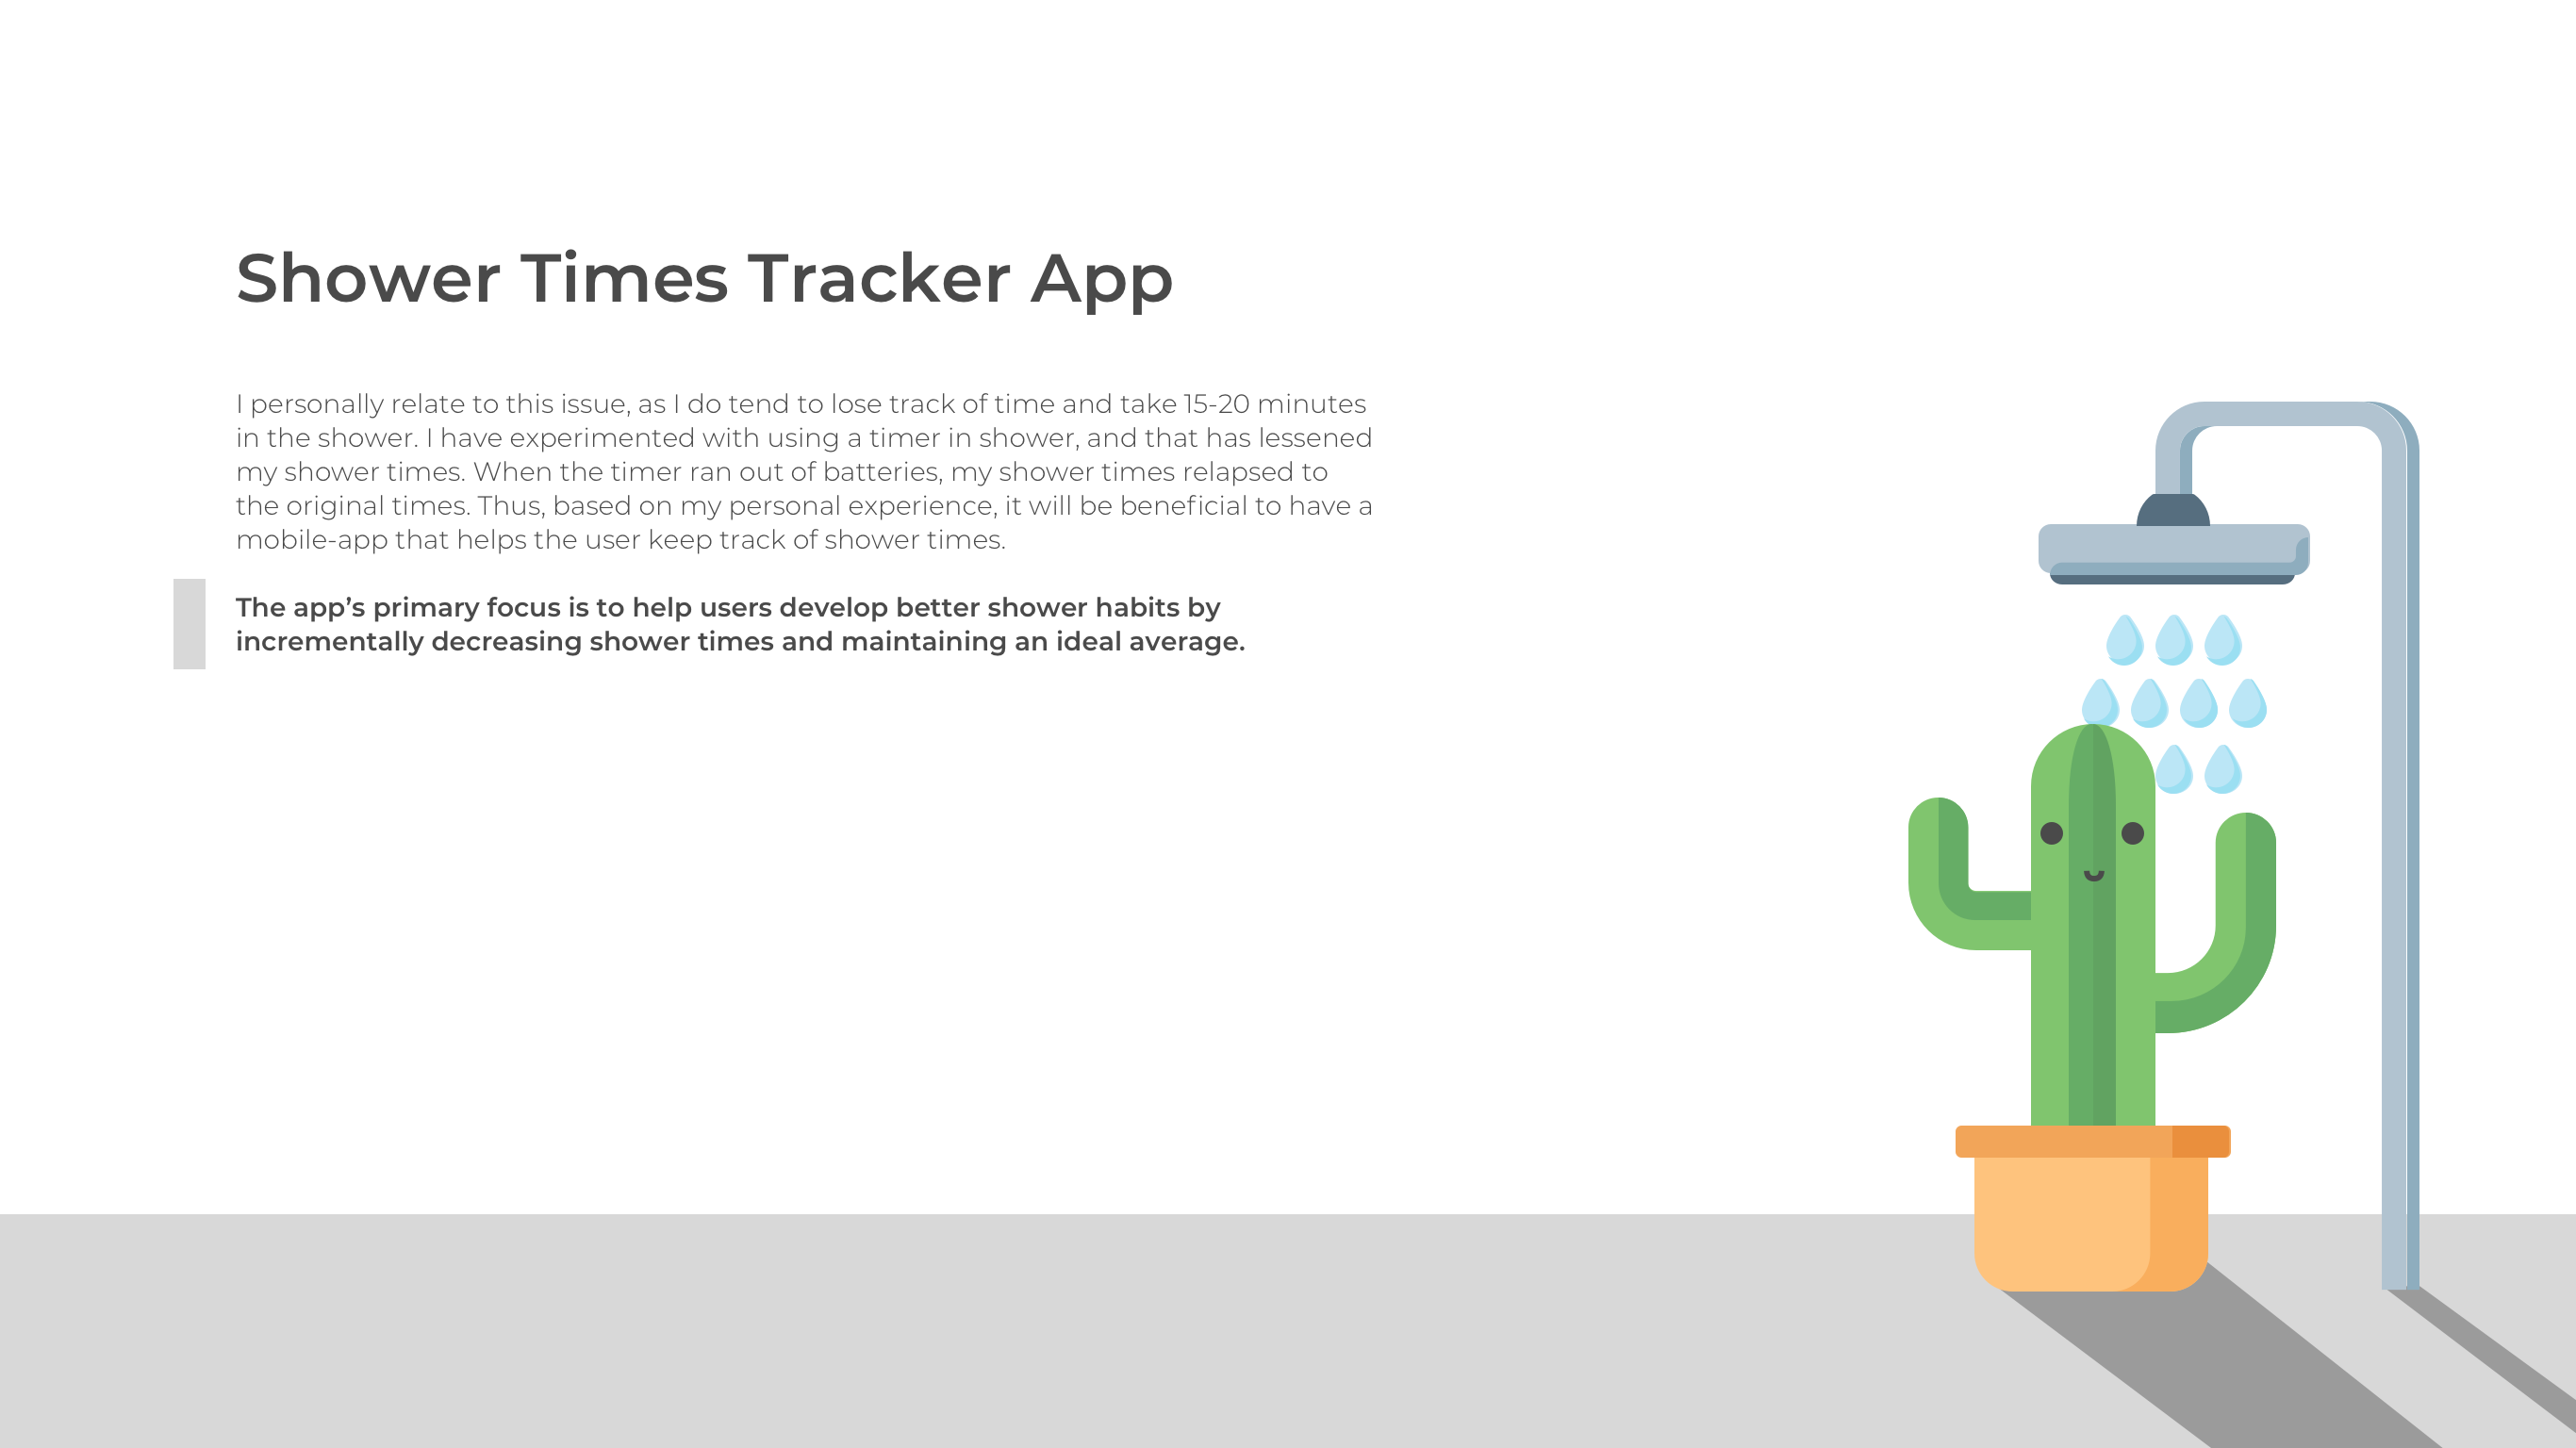 Shower Times Tracker App
I personally relate to this issue, as I do tend to lose track of time and take 15-20 minutes
in the shower. I have experimented with using a timer in shower, and that has lessened
my shower times. When the timer ran out of batteries, my shower times relapsed to
the original times. Thus, based on my personal experience, it will be beneficial to have a
mobile-app that helps the user keep track of shower times.
The app’s primary focus is to help users develop better shower habits by
incrementally decreasing shower times and maintaining an ideal average.